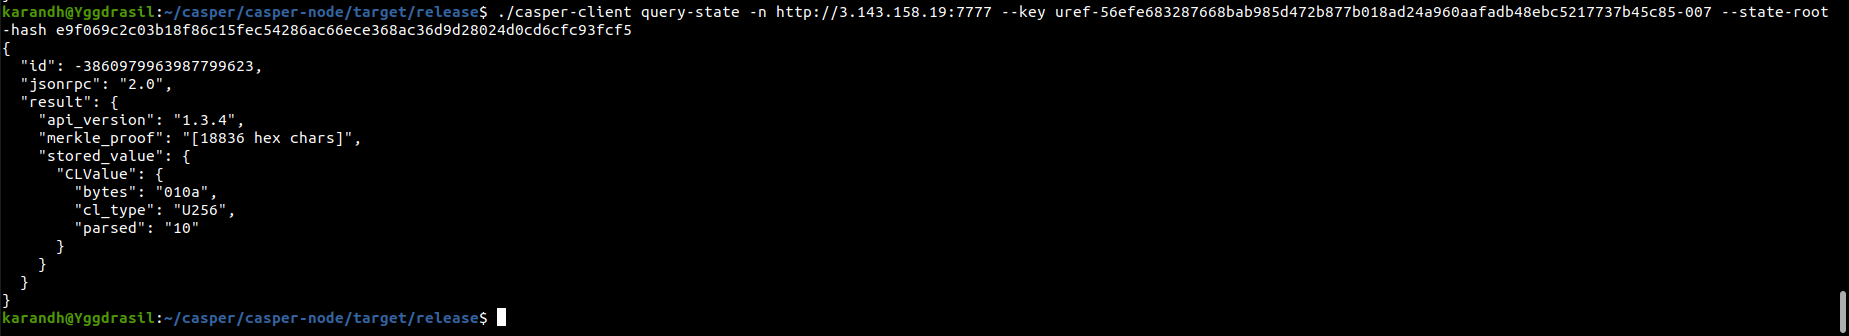 karandh@Yggdrasil:~/casper/casper-node/target/release$ ./casper-client query-state -n http://3.143.158.19:7777 --key uref-56efe683287668bab985d472b877b018ad24a960aafadb48ebc5217737b45c85-007 --state-root
-hash e9f069c2c03b18f86c15fec54286ac66ece368ac36d9d28024d0cd6cfc93fcf5
{
  "id": -3860979963987799623,
  "jsonrpc": "2.0",
  "result": {
    "api_version": "1.3.4",
    "merkle_proof": "[18836 hex chars]",
    "stored_value": {
      "CLValue": {
        "bytes": "010a",
        "cl_type": "U256",
        "parsed": "10"
      }
    }
  }
}
karandh@Yggdrasil:~/casper/casper-node/target/release$